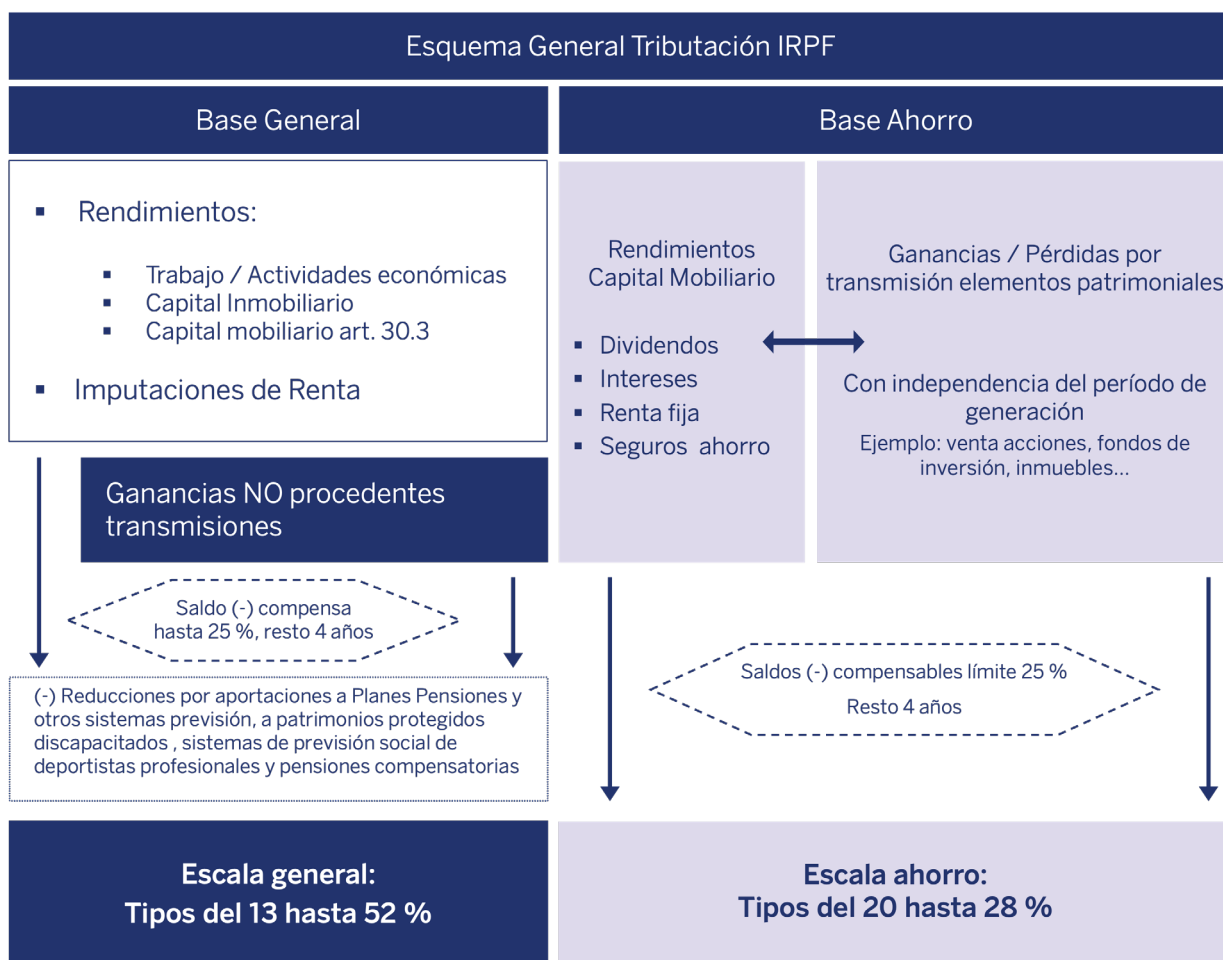 Esquema General Tributación IRPF
Base General
Base Ahorro
▪ Rendimientos:
▪ Trabajo / Actividades económicas
▪ Capital Inmobiliario
▪ Capital mobiliario art. 30.3
▪ Imputaciones de Renta
Ganancias NO procedentes
transmisiones
Saldo (-) compensa
hasta 25 %, resto 4 años
(-) Reducciones por aportaciones a Planes Pensiones y
otros sistemas previsión, a patrimonios protegidos
discapacitados , sistemas de previsión social de
deportistas profesionales y pensiones compensatorias
Escala general:
Tipos del 13 hasta 52 %
Rendimientos
Capital Mobiliario
▪ Dividendos
▪ Intereses
▪ Renta fija
▪ Seguros ahorro
Ganancias / Pérdidas por
transmisión elementos patrimoniales
Con independencia del período de
generación
Ejemplo: venta acciones, fondos de
inversión, inmuebles...
Saldos (-) compensables límite 25 %
Resto 4 años
Escala ahorro:
Tipos del 20 hasta 28 %